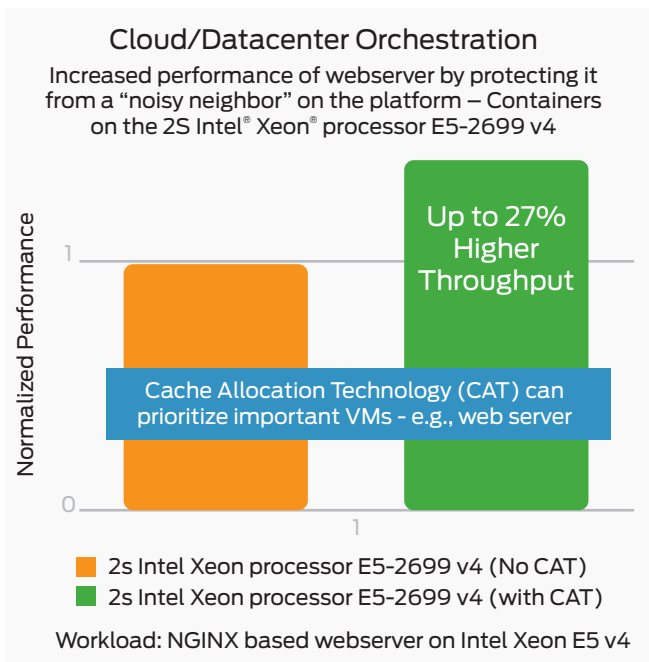 Cloud/Datacenter Orchestration
Increased performance of webserver by protecting it
from a “noisy neighbor” on the platform – Containers
on the 2S Intel® Xeon® processor E5-2699 v4
Normalized Performance
1
0
Up to 27%
Higher
Throughput
Cache Allocation Technology (CAT) can
prioritize important VMs - e.g., web server
1
2s Intel Xeon processor E5-2699 v4 (No CAT)
2s Intel Xeon processor E5-2699 v4 (with CAT)
Workload: NGINX based webserver on Intel Xeon E5 v4